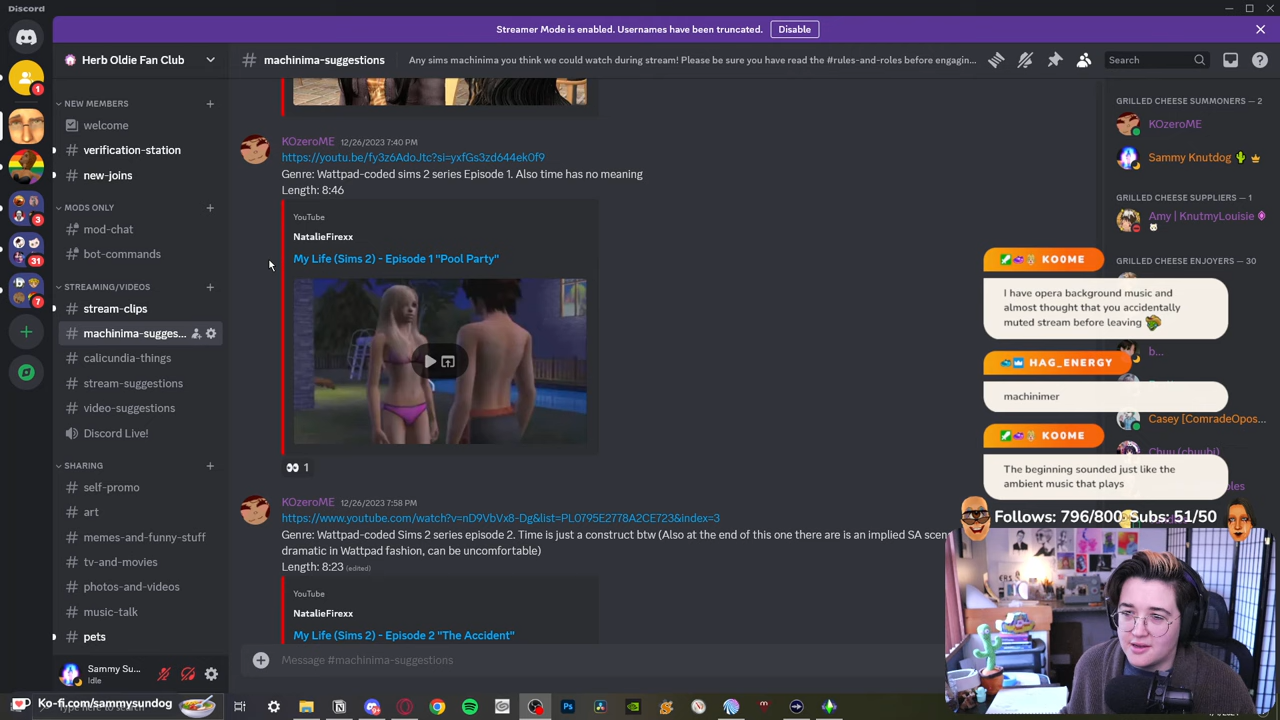 Discord
Streamer Mode is enabled. Usernames have been truncated.
Disable
Herb Oldie Fan Club
machinima-suggestions
Any sims machinima you think we could watch during stream! Please be sure you have read the #rules-and-roles before engagin...
Search
1
NEW MEMBERS
welcome
verification-station
new-joins
MODS ONLY
mod-chat
bot-commands
3
31
7
STREAMING/VIDEOS
stream-clips
machinima-sugges...
calicundia-things
stream-suggestions
video-suggestions
Discord Live!
SHARING
self-promo
art
memes-and-funny-stuff
tv-and-movies
photos-and-videos
music-talk
pets
Sammy Su...
Idle
KOzeroME 12/26/2023 7:40 PM
https://youtu.be/fy3z6AdoJtc?si=yxfGs3zd644ek0f9
Genre: Wattpad-coded sims 2 series Episode 1. Also time has no meaning
Length: 8:46
YouTube
NatalieFirexx
My Life (Sims 2) - Episode 1 "Pool Party"
1
KOzeroME 12/26/2023 7:58 PM
https://www.youtube.com/watch?v=nD9VbVx8-Dg&list=PL0795E2778A2CE723&index=3
Genre: Wattpad-coded Sims 2 series episode 2. Time is just a construct btw (Also at the end of this one there are is an implied SA scen
dramatic in Wattpad fashion, can be uncomfortable)
Length: 8:23 (edited)
YouTube
NatalieFirexx
My Life (Sims 2) - Episode 2 "The Accident"
Message #machinima-suggestions
GRILLED CHEESE SUMMONERS — 2
KOzeroME
Sammy Knutdog
GRILLED CHEESE SUPPLIERS — 1
Amy | KnutmyLouisie
GRILLED CHEESE ENJOYERS — 30
KO0ME
I have opera background music and
almost thought that you accidentally
muted stream before leaving
b...
HAG_ENERGY
machinimer
Casey [ComradeOpos...
KO0ME
Chuu (chuubi)
The beginning sounded just like the
ambient music that plays
Follows: 796/800 Subs: 51/50
Ko-fi.com/sammysundog